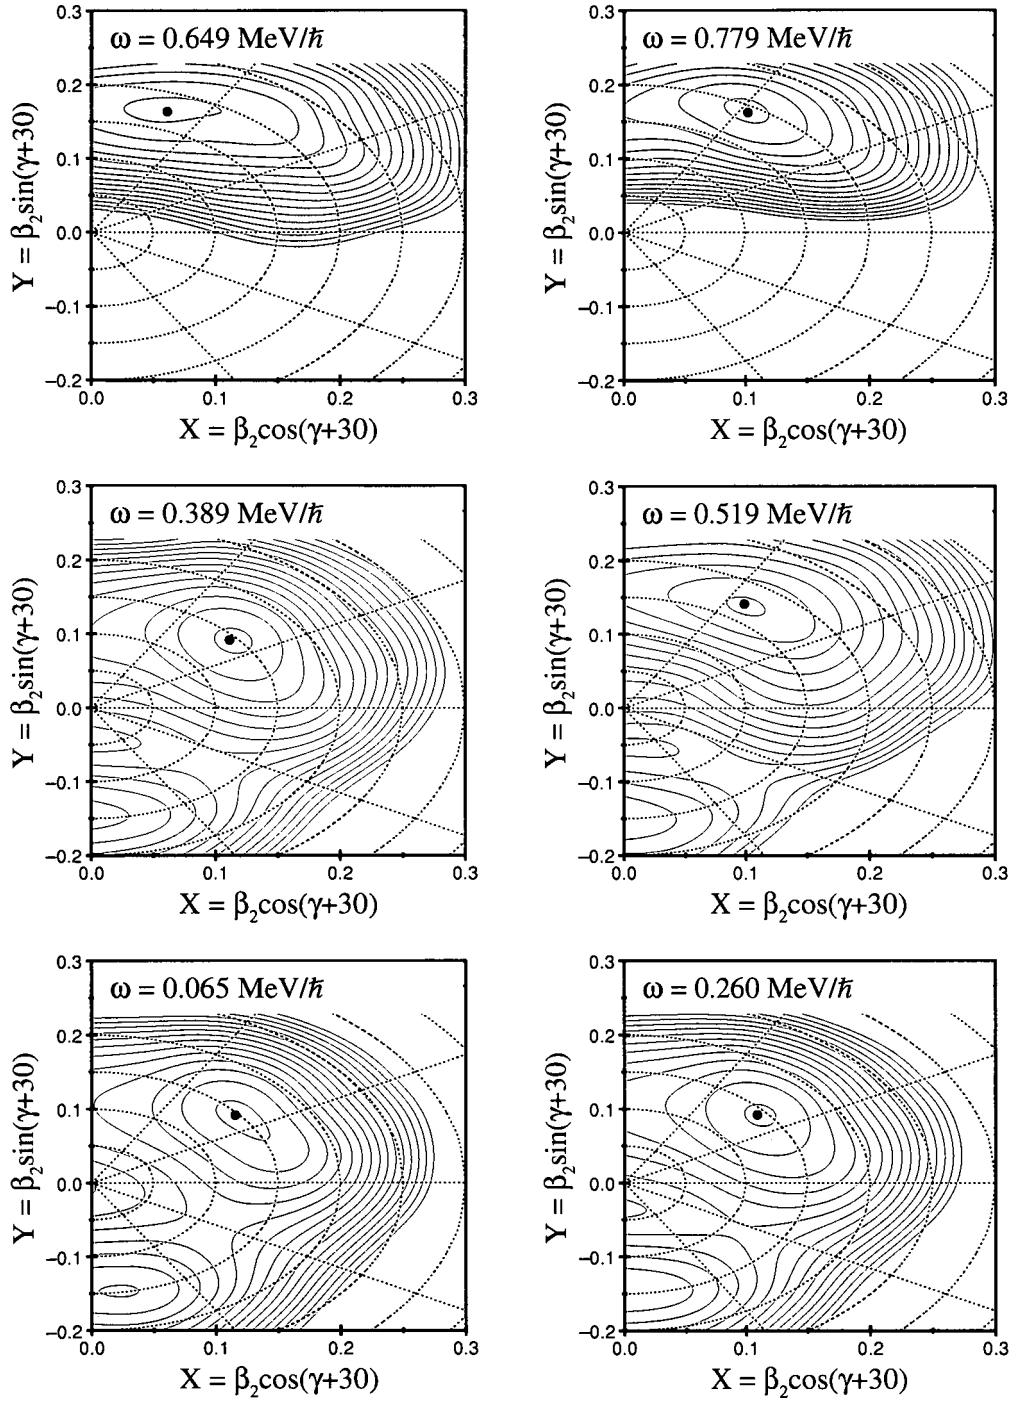 ω = 0.649 MeV/ħ
0.3
0.2
0.1
0.0
−0.1
−0.2
Y = β₂sin(γ+30)
0.0 0.1 0.2 0.3
X = β₂cos(γ+30)
ω = 0.779 MeV/ħ
0.3
0.2
0.1
0.0
−0.1
−0.2
Y = β₂sin(γ+30)
0.0 0.1 0.2 0.3
X = β₂cos(γ+30)
ω = 0.389 MeV/ħ
0.3
0.2
0.1
0.0
−0.1
−0.2
Y = β₂sin(γ+30)
0.0 0.1 0.2 0.3
X = β₂cos(γ+30)
ω = 0.519 MeV/ħ
0.3
0.2
0.1
0.0
−0.1
−0.2
Y = β₂sin(γ+30)
0.0 0.1 0.2 0.3
X = β₂cos(γ+30)
ω = 0.065 MeV/ħ
0.3
0.2
0.1
0.0
−0.1
−0.2
Y = β₂sin(γ+30)
0.0 0.1 0.2 0.3
X = β₂cos(γ+30)
ω = 0.260 MeV/ħ
0.3
0.2
0.1
0.0
−0.1
−0.2
Y = β₂sin(γ+30)
0.0 0.1 0.2 0.3
X = β₂cos(γ+30)